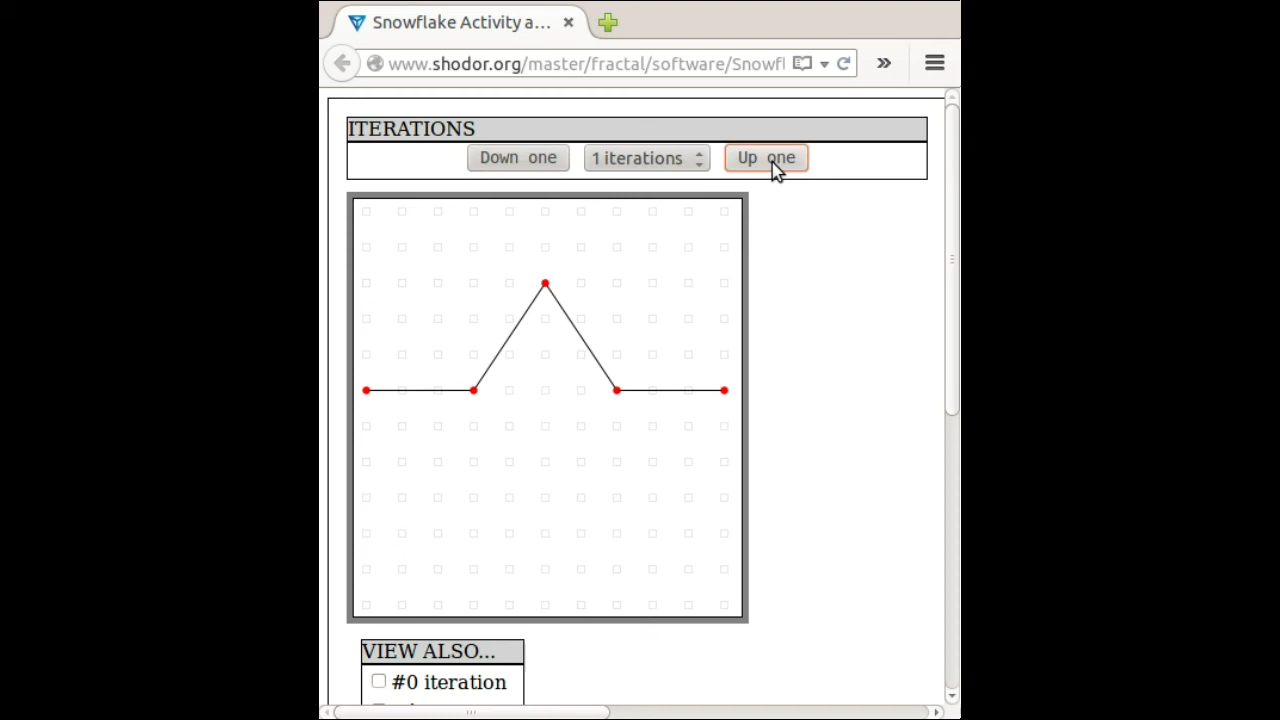 Snowflake Activity a...
www.shodor.org/master/fractal/software/Snowfl
ITERATIONS
Down one
1 iterations
Up one
VIEW ALSO...
#0 iteration